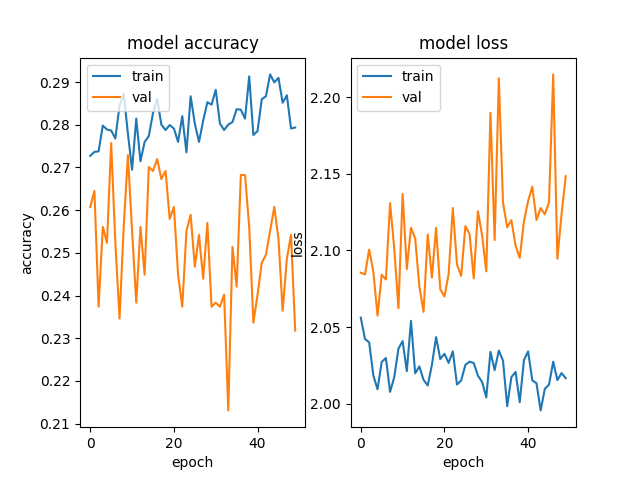 model accuracy
train
val
0.29
0.28
0.27
0.26
0.25
0.24
0.23
0.22
0.21
accuracy
0
20
40
epoch
model loss
train
val
2.20
2.15
2.10
2.05
2.00
loss
0
20
40
epoch